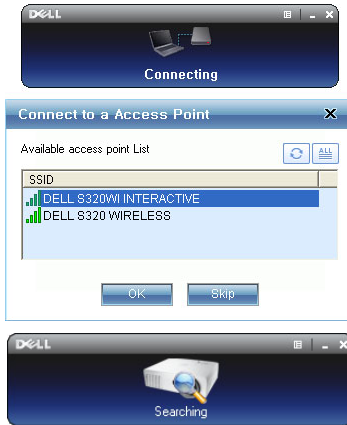 DELL
Connecting
Connect to a Access Point
Available access point List
ALL
SSID
DELL S320WI INTERACTIVE
DELL S320 WIRELESS
OK Skip
DELL
Searching